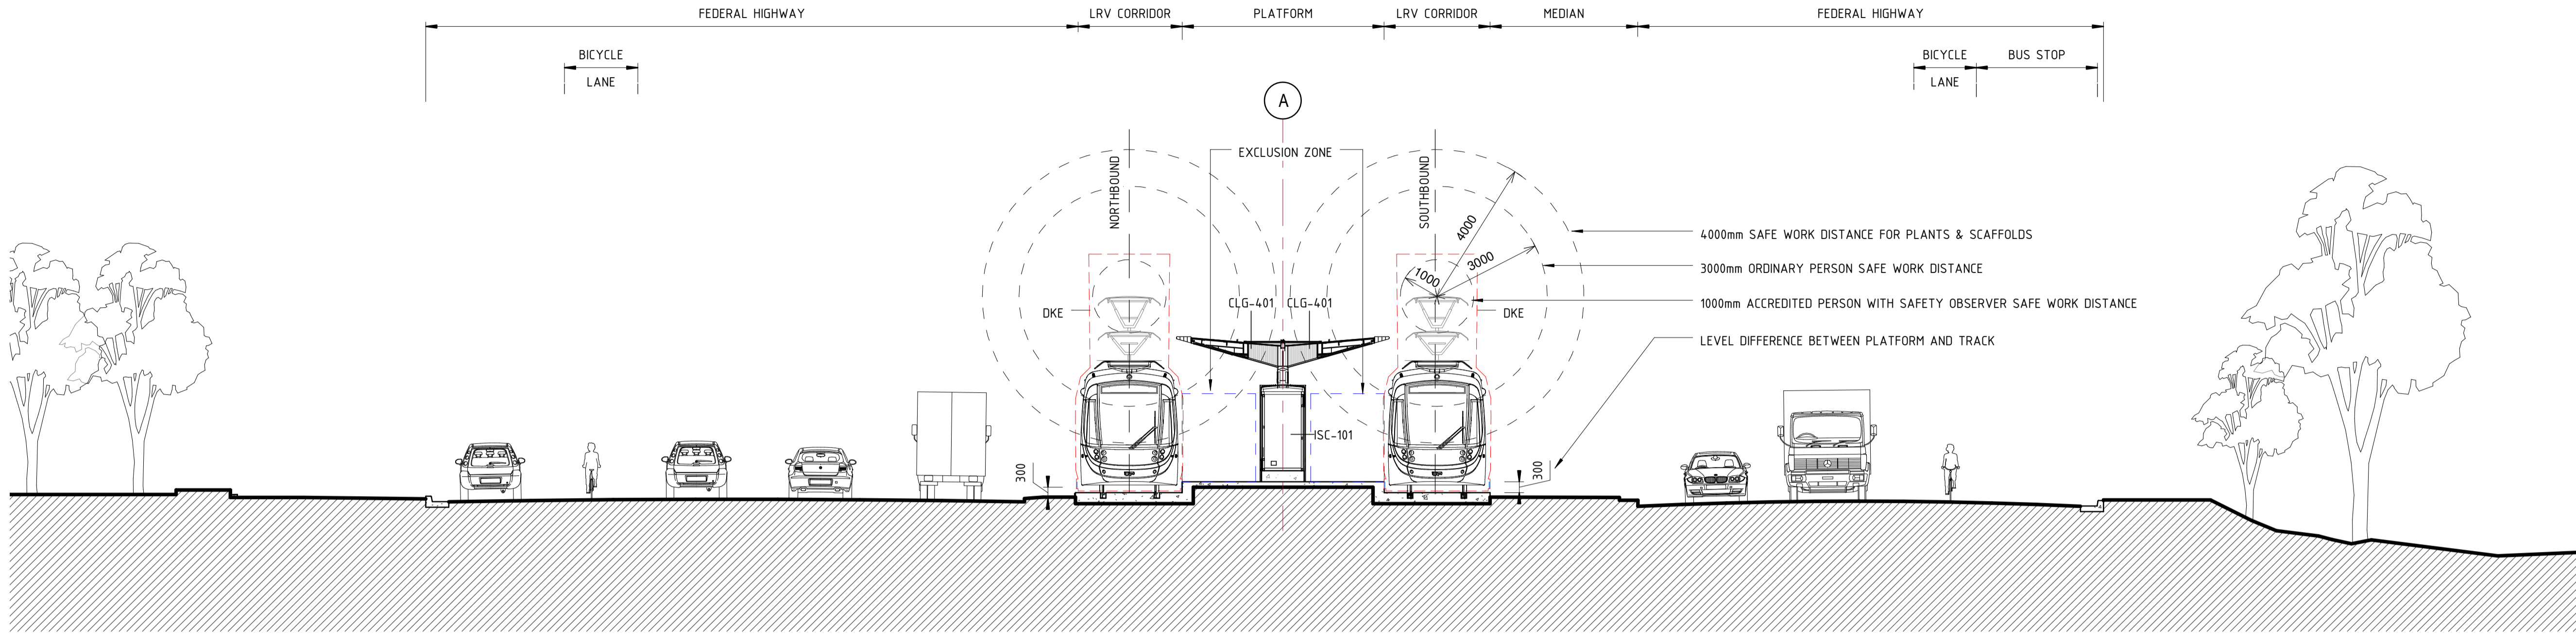 FEDERAL HIGHWAY
LRV CORRIDOR
PLATFORM
LRV CORRIDOR
MEDIAN
FEDERAL HIGHWAY
BICYCLE
LANE
BICYCLE
LANE
BUS STOP
A
EXCLUSION ZONE
NORTHBOUND
SOUTHBOUND
4000
3000
1000
4000mm SAFE WORK DISTANCE FOR PLANTS & SCAFFOLDS
3000mm ORDINARY PERSON SAFE WORK DISTANCE
1000mm ACCREDITED PERSON WITH SAFETY OBSERVER SAFE WORK DISTANCE
LEVEL DIFFERENCE BETWEEN PLATFORM AND TRACK
CLG-401
CLG-401
DKE
DKE
ISC-101
300
300